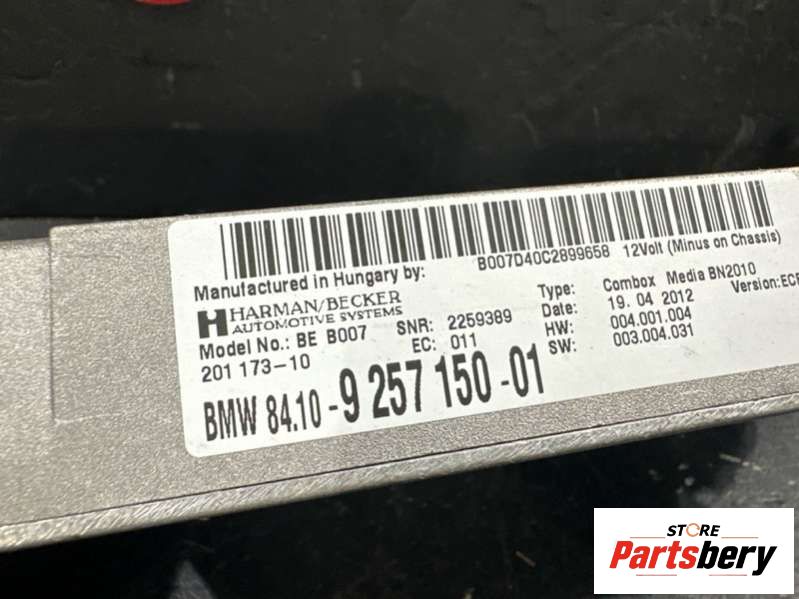 B007D40C2899658 12Volt (Minus on Chassis)
Manufactured in Hungary by:
HARMAN/BECKER
AUTOMOTIVE SYSTEMS
Model No.: BE B007
201 173-10
SNR: 2259389
EC: 011
Type: Combox Media BN2010
Date: 19. 04 2012
HW: 004.001.004
SW: 003.004.031
Version:ECE
BMW 84.10 - 9 257 150 -01
STORE
Partsbery